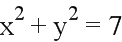 x² + y² = 7